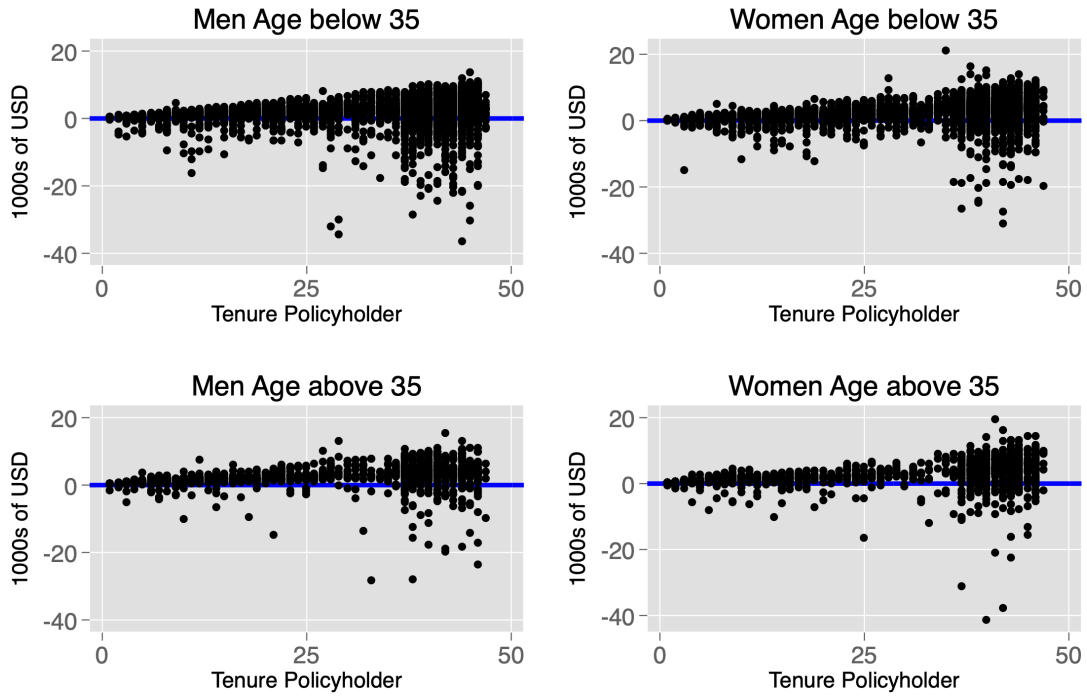 Men Age below 35
20
0
-20
-40
1000s of USD
0 25 50
Tenure Policyholder
Women Age below 35
20
0
-20
-40
1000s of USD
0 25 50
Tenure Policyholder
Men Age above 35
20
0
-20
-40
1000s of USD
0 25 50
Tenure Policyholder
Women Age above 35
20
0
-20
-40
1000s of USD
0 25 50
Tenure Policyholder